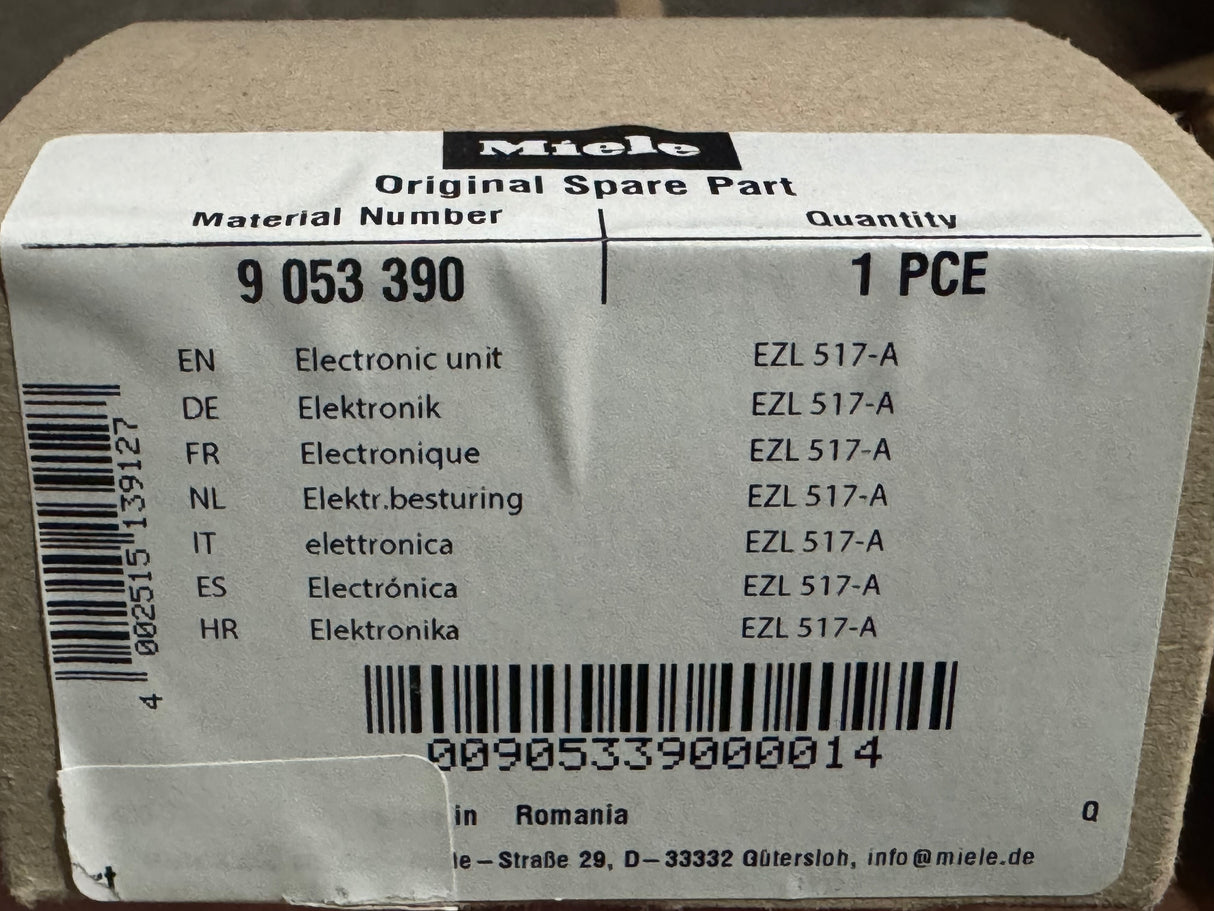 Miele
Original Spare Part
Material Number Quantity
9 053 390 1 PCE
EN Electronic unit EZL 517-A
DE Elektronik EZL 517-A
FR Electronique EZL 517-A
NL Elektr.besturing EZL 517-A
IT elettronica EZL 517-A
ES Electrónica EZL 517-A
HR Elektronika EZL 517-A
4 002515 139127
00905339000014
in Romania Q
le-Straße 29, D-33332 Gütersloh, info@miele.de